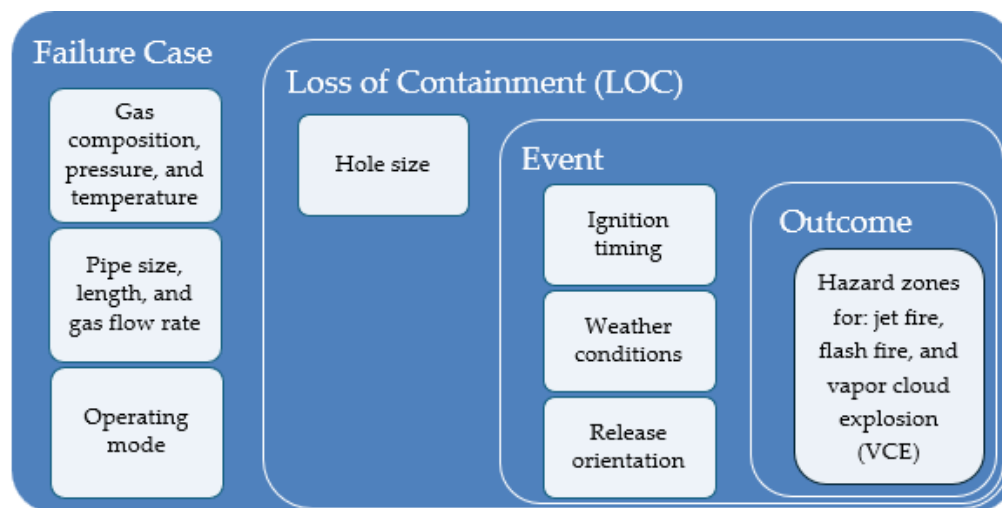 Failure Case
Gas
composition,
pressure, and
temperature
Pipe size,
length, and
gas flow rate
Operating
mode
Loss of Containment (LOC)
Hole size
Event
Ignition
timing
Weather
conditions
Release
orientation
Outcome
Hazard zones
for: jet fire,
flash fire, and
vapor cloud
explosion
(VCE)